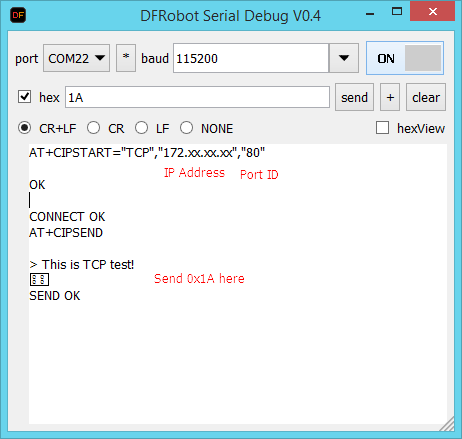 DFRobot Serial Debug V0.4
port COM22 * baud 115200 ON
hex 1A send + clear
CR+LF CR LF NONE hexView
AT+CIPSTART="TCP","172.xx.xx.xx","80"
IP Address Port ID
OK
CONNECT OK
AT+CIPSEND
> This is TCP test!
Send 0x1A here
SEND OK